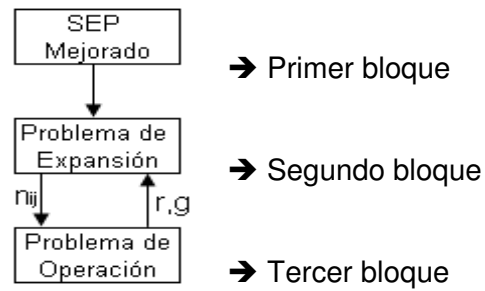 SEP
Mejorado
➔ Primer bloque
Problema de
Expansión
➔ Segundo bloque
nij
r,g
Problema de
Operación
➔ Tercer bloque